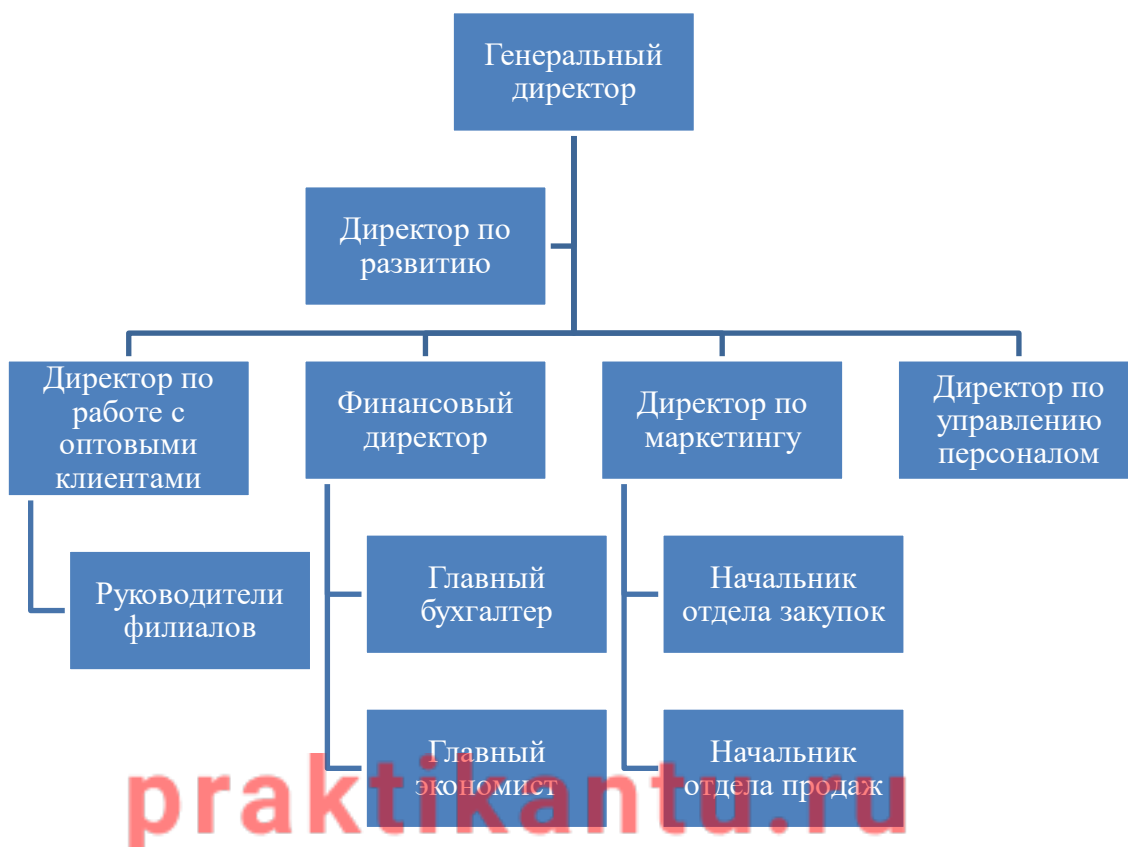 Генеральный
директор
Директор по
развитию
Директор по
работе с
оптовыми
клиентами
Финансовый
директор
Директор по
маркетингу
Директор по
управлению
персоналом
Руководители
филиалов
Главный
бухгалтер
Начальник
отдела закупок
Главный
экономист
Начальник
отдела продаж
praktikantu.ru